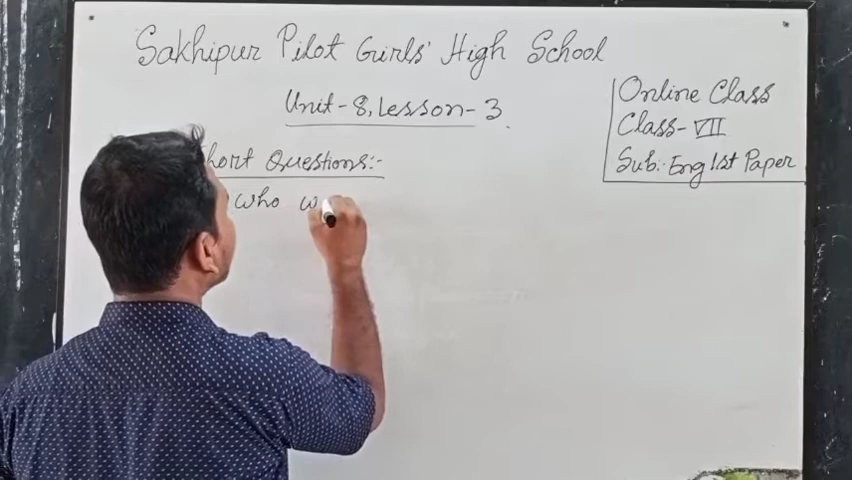 Sakhipur Pilot Girls' High School
Unit-8, Lesson-3.
hort Questions:-
who w
Online Class
Class-VII
Sub: Eng 1st Paper